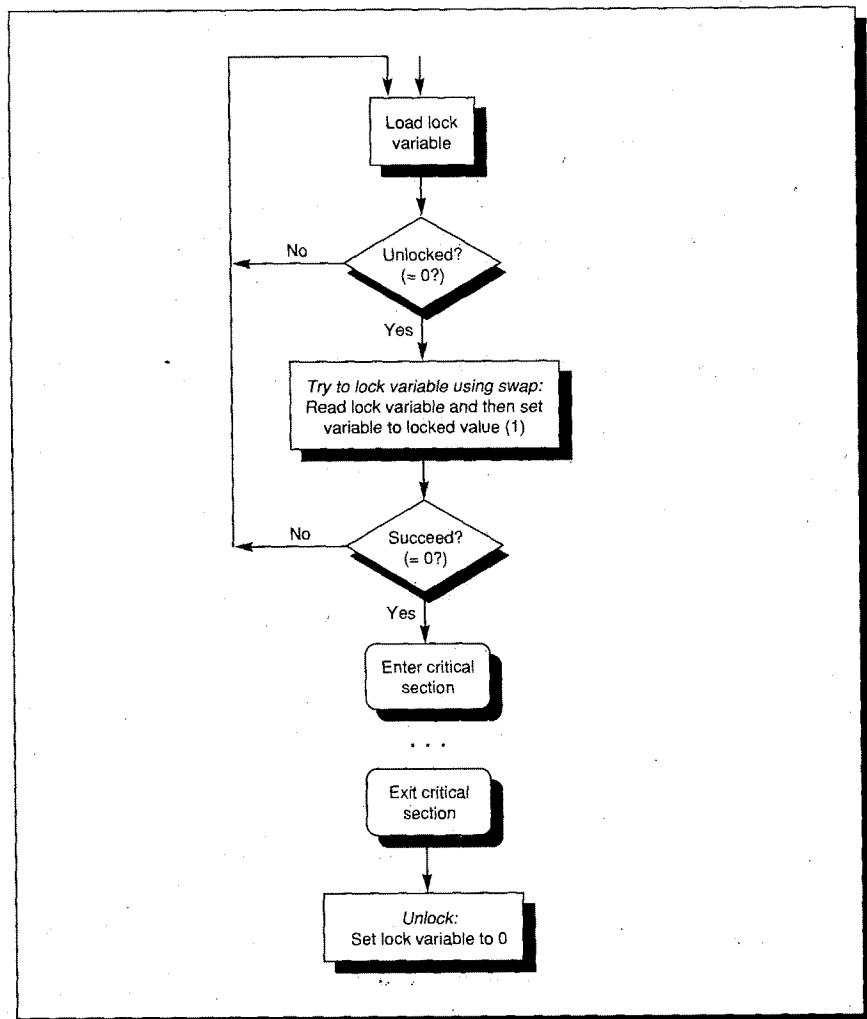 Load lock
variable
No
Unlocked?
(= 0?)
Yes
Try to lock variable using swap:
Read lock variable and then set
variable to locked value (1)
No
Succeed?
(= 0?)
Yes
Enter critical
section
. . .
Exit critical
section
Unlock:
Set lock variable to 0